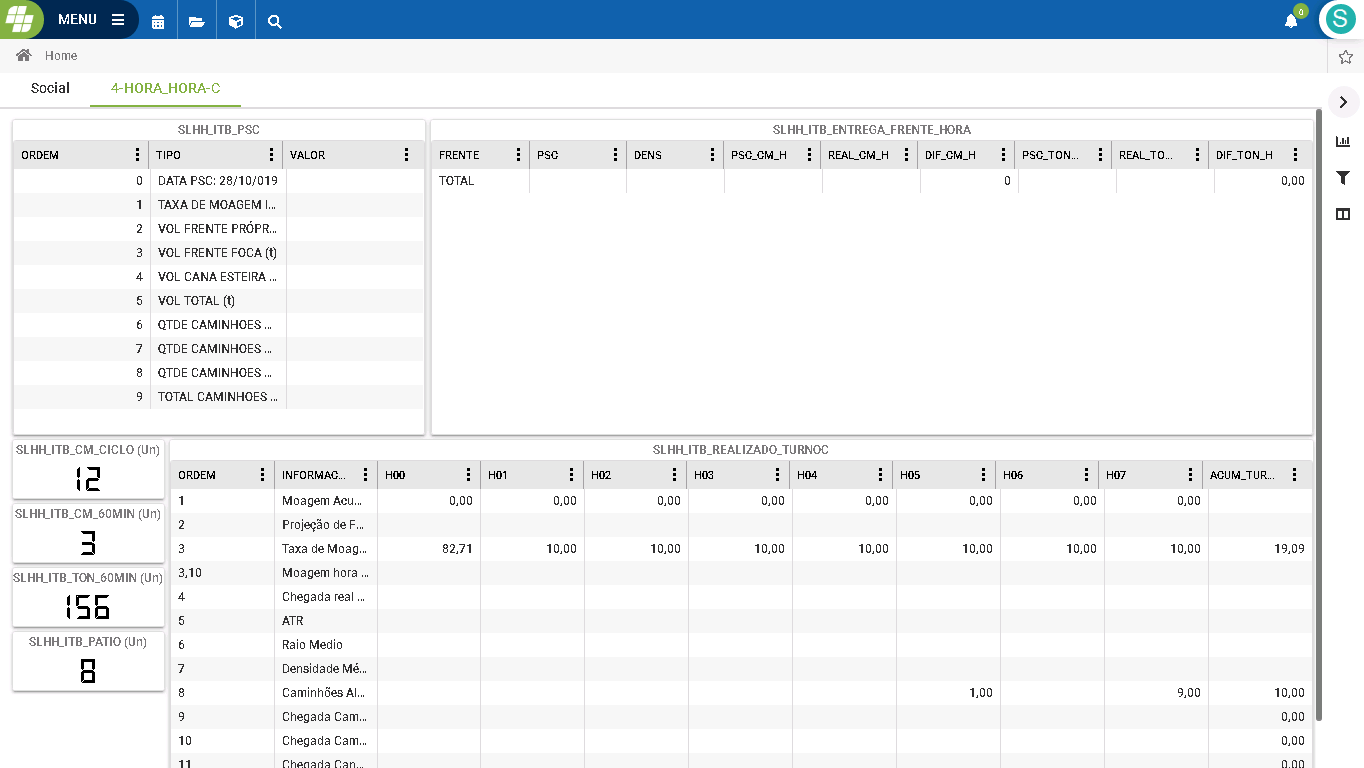 MENU
0
S
Home
Social
4-HORA_HORA-C
SLHH_ITB_PSC
ORDEM TIPO VALOR
0 DATA PSC: 28/10/019
1 TAXA DE MOAGEM I...
2 VOL FRENTE PRÓPR...
3 VOL FRENTE FOCA (t)
4 VOL CANA ESTEIRA ...
5 VOL TOTAL (t)
6 QTDE CAMINHOES ...
7 QTDE CAMINHOES ...
8 QTDE CAMINHOES ...
9 TOTAL CAMINHOES ...
SLHH_ITB_ENTREGA_FRENTE_HORA
FRENTE PSC DENS PSC_CM_H REAL_CM_H DIF_CM_H PSC_TON... REAL_TO... DIF_TON_H
TOTAL 0 0,00
SLHH_ITB_CM_CICLO (Un)
12
SLHH_ITB_CM_60MIN (Un)
3
SLHH_ITB_TON_60MIN (Un)
156
SLHH_ITB_PATIO (Un)
8
SLHH_ITB_REALIZADO_TURNOC
ORDEM INFORMAC... H00 H01 H02 H03 H04 H05 H06 H07 ACUM_TUR...
1 Moagem Acu... 0,00 0,00 0,00 0,00 0,00 0,00 0,00 0,00
2 Projeção de F...
3 Taxa de Moag... 82,71 10,00 10,00 10,00 10,00 10,00 10,00 10,00 19,09
3,10 Moagem hora ...
4 Chegada real ...
5 ATR
6 Raio Medio
7 Densidade Mé...
8 Caminhões Al... 1,00 9,00 10,00
9 Chegada Cam... 0,00
10 Chegada Cam... 0,00
11 Chegada Can... 0,00